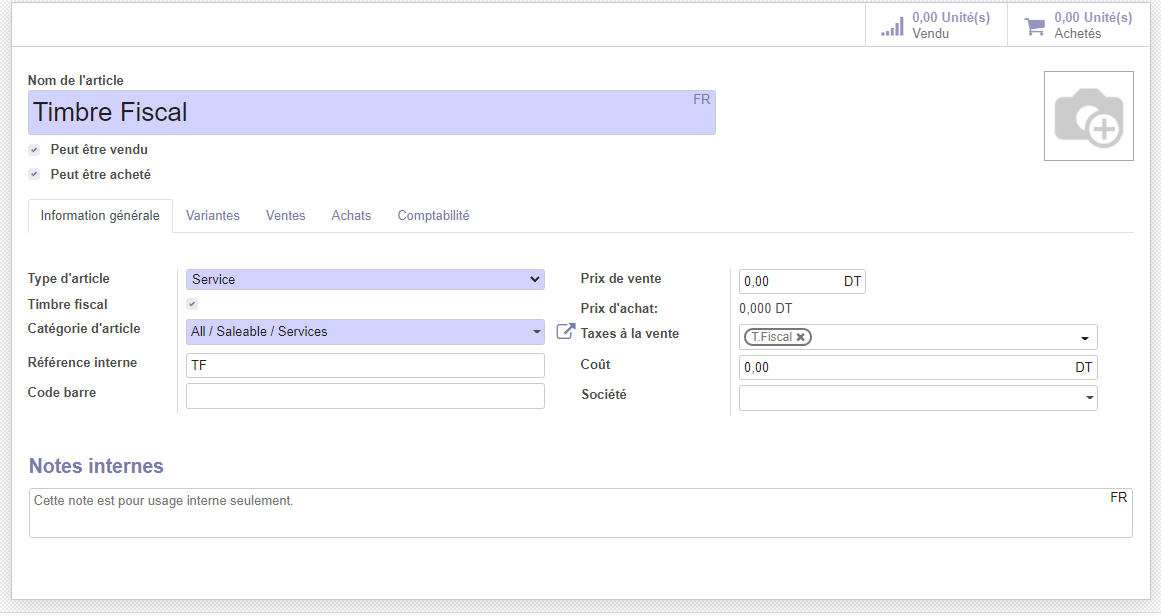 0,00 Unité(s)
Vendu
0,00 Unité(s)
Achetés
Nom de l'article
Timbre Fiscal
FR
Peut être vendu
Peut être acheté
Information générale
Variantes
Ventes
Achats
Comptabilité
Type d'article
Service
Timbre fiscal
Catégorie d'article
All / Saleable / Services
Référence interne
TF
Code barre
Prix de vente
0,00 DT
Prix d'achat:
0,000 DT
Taxes à la vente
T.Fiscal
Coût
0,00 DT
Société
Notes internes
Cette note est pour usage interne seulement.
FR